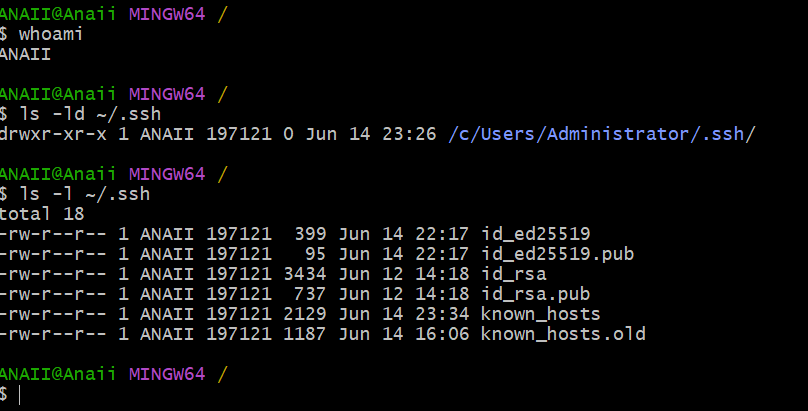 ANAII@Anaii MINGW64 /
$ whoami
ANAII
ANAII@Anaii MINGW64 /
$ ls -ld ~/.ssh
drwxr-xr-x 1 ANAII 197121 0 Jun 14 23:26 /c/Users/Administrator/.ssh/
ANAII@Anaii MINGW64 /
$ ls -l ~/.ssh
total 18
-rw-r--r-- 1 ANAII 197121  399 Jun 14 22:17 id_ed25519
-rw-r--r-- 1 ANAII 197121   95 Jun 14 22:17 id_ed25519.pub
-rw-r--r-- 1 ANAII 197121 3434 Jun 12 14:18 id_rsa
-rw-r--r-- 1 ANAII 197121  737 Jun 12 14:18 id_rsa.pub
-rw-r--r-- 1 ANAII 197121 2129 Jun 14 23:34 known_hosts
-rw-r--r-- 1 ANAII 197121 1187 Jun 14 16:06 known_hosts.old
ANAII@Anaii MINGW64 /
$